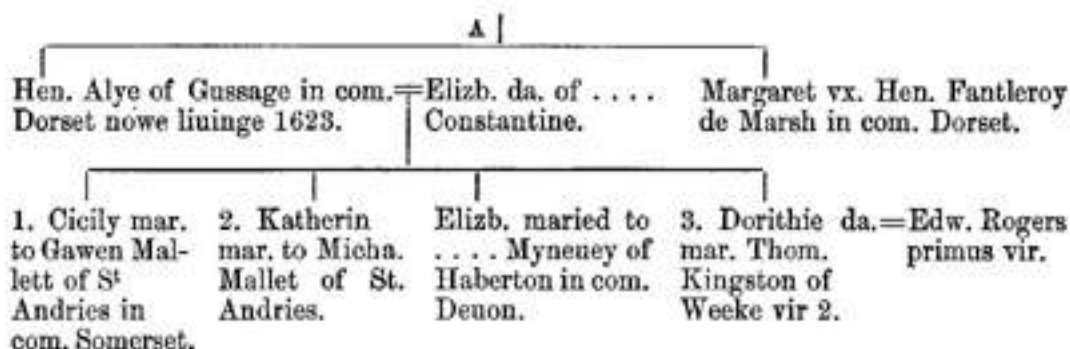 A
Hen. Alye of Gussage in com.=Elizb. da. of . . . .
Dorset nowe liuinge 1623.
Constantine.
Margaret vx. Hen. Fantleroy
de Marsh in com. Dorset.
1. Cicily mar.
to Gawen Mal-
lett of St
Andries in
com. Somerset.
2. Katherin
mar. to Micha.
Mallet of St.
Andries.
Elizb. maried to
. . . . Myneuey of
Haberton in com.
Deuon.
3. Dorithie da.=Edw. Rogers
mar. Thom.
Kingston of
Weeke vir 2.
primus vir.